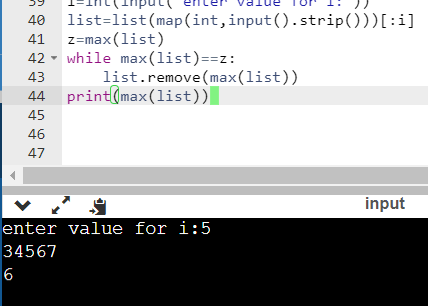 39 i=int(input("enter value for i:"))
40 list=list(map(int,input().strip()))[:i]
41 z=max(list)
42 while max(list)==z:
43     list.remove(max(list))
44 print(max(list))
45
46
47
input
enter value for i:5
34567
6